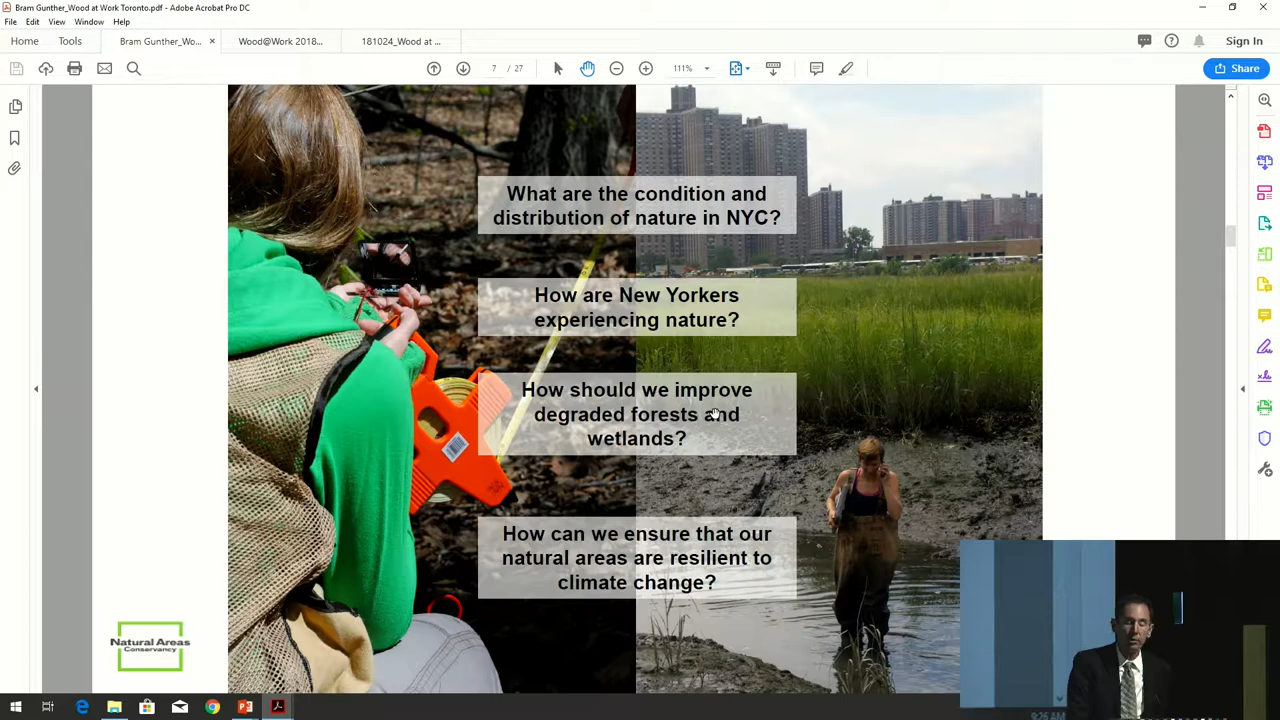 Bram Gunther_Wood at Work Toronto.pdf - Adobe Acrobat Pro DC
File Edit View Window Help
Home Tools Bram Gunther_Wo... × Wood@Work 2018... 181024_Wood at ... Sign In
7 / 27 111% Share
What are the condition and
distribution of nature in NYC?
How are New Yorkers
experiencing nature?
How should we improve
degraded forests and
wetlands?
How can we ensure that our
natural areas are resilient to
climate change?
Natural Areas
Conservancy
9:26 AM